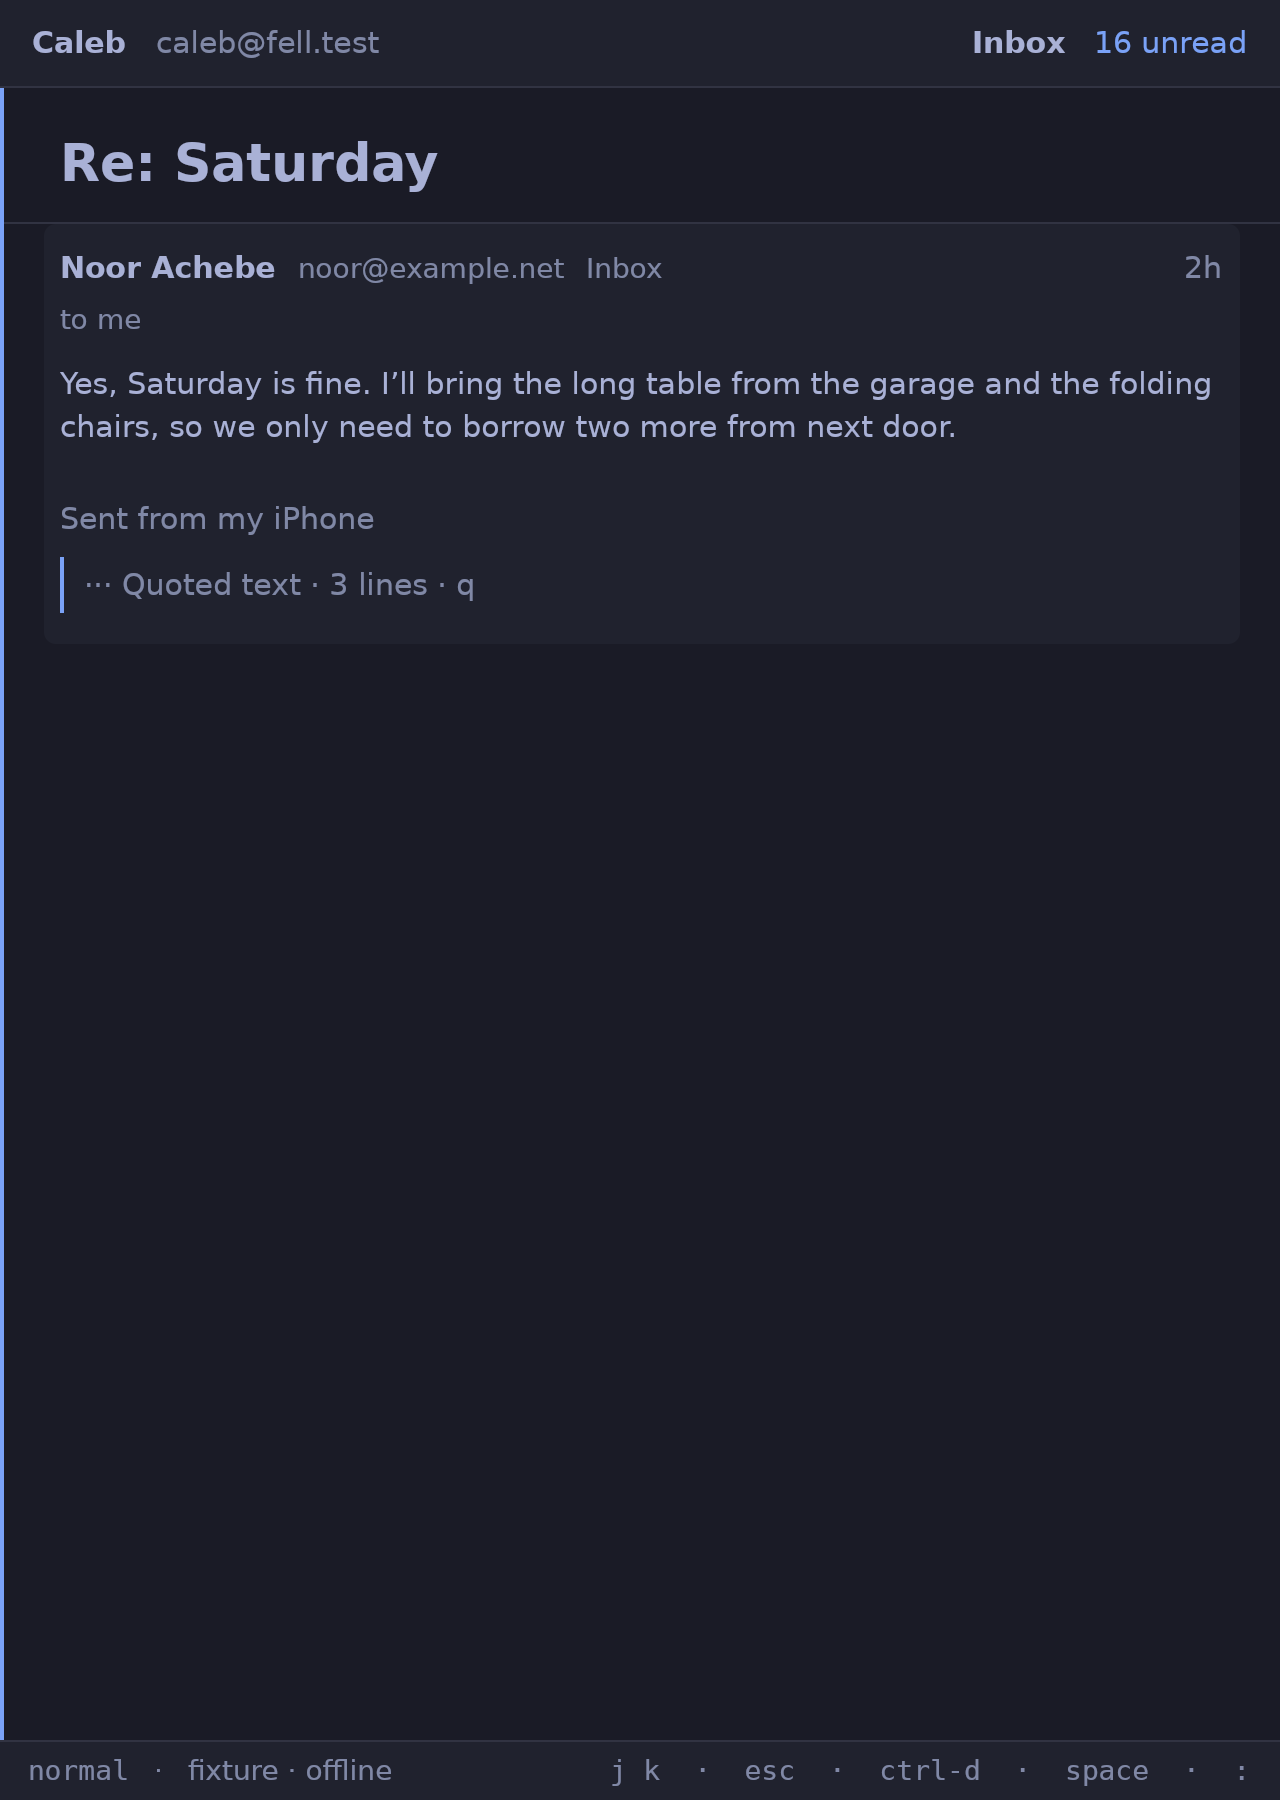 Caleb caleb@fell.test Inbox 16 unread
Re: Saturday
Noor Achebe noor@example.net Inbox 2h
to me
Yes, Saturday is fine. I’ll bring the long table from the garage and the folding
chairs, so we only need to borrow two more from next door.
Sent from my iPhone
··· Quoted text · 3 lines · q
normal · fixture · offline j k · esc · ctrl-d · space · :